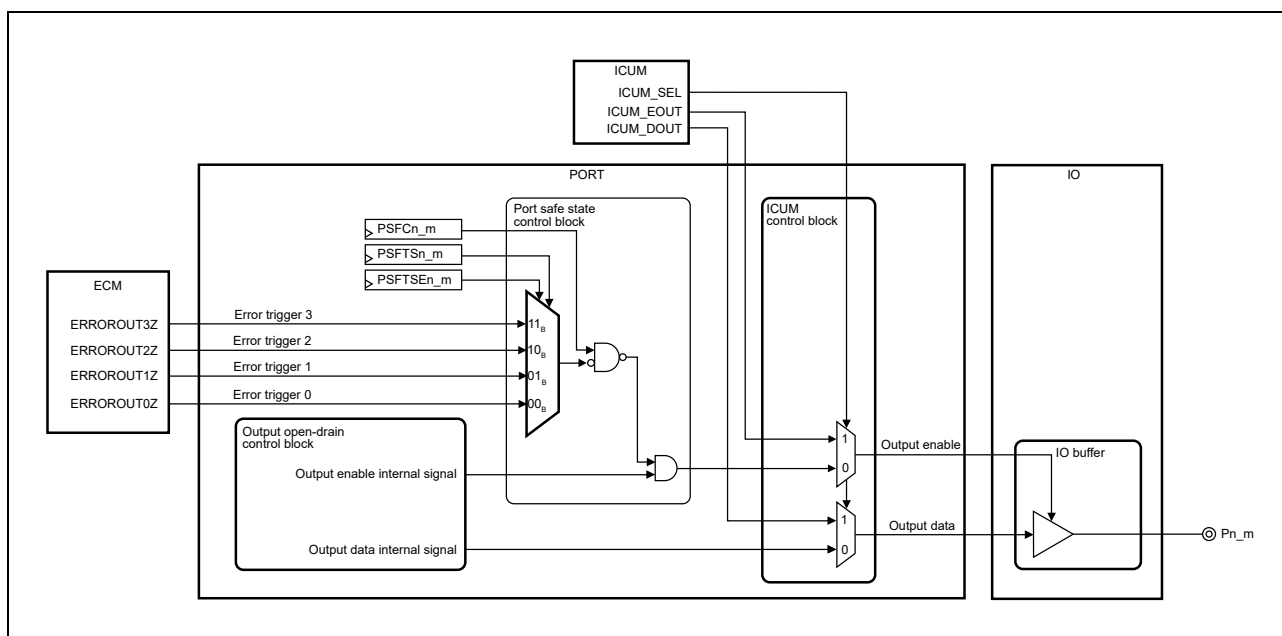 ICUM
ICUM_SEL
ICUM_EOUT
ICUM_DOUT
PORT
IO
Port safe state
control block
ICUM
control block
PSFCn_m
PSFTSn_m
PSFTSEn_m
ECM
ERROROUT3Z
Error trigger 3
11B
ERROROUT2Z
Error trigger 2
10B
ERROROUT1Z
Error trigger 1
01B
ERROROUT0Z
Error trigger 0
00B
Output open-drain
control block
Output enable internal signal
Output data internal signal
1
0
Output enable
1
0
Output data
IO buffer
Pn_m